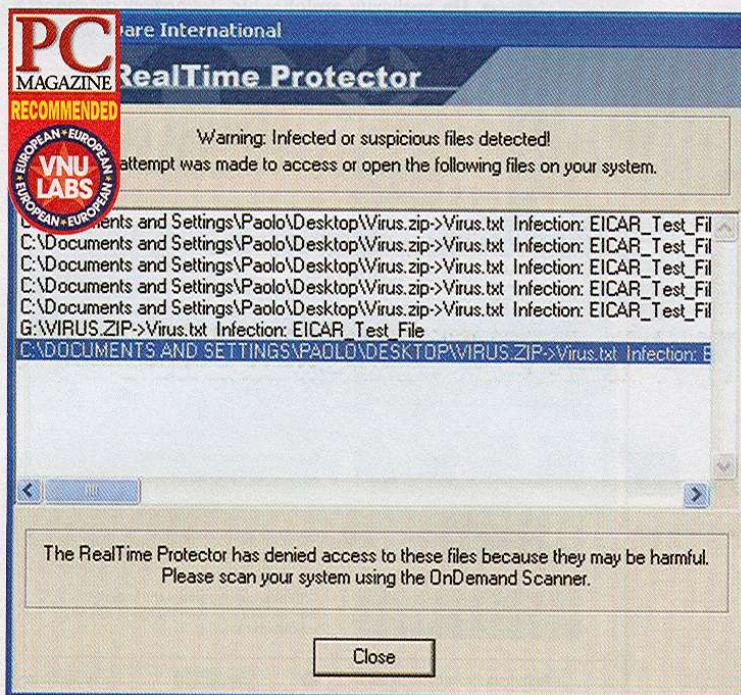 PC
MAGAZINE
RECOMMENDED
EUROPEAN EUROPEAN
VNU
LABS
EUROPEAN EUROPEAN
are International
RealTime Protector
Warning: Infected or suspicious files detected!
attempt was made to access or open the following files on your system.
C:\Documents and Settings\Paolo\Desktop\Virus.zip->Virus.txt Infection: EICAR_Test_Fil
C:\Documents and Settings\Paolo\Desktop\Virus.zip->Virus.txt Infection: EICAR_Test_Fil
C:\Documents and Settings\Paolo\Desktop\Virus.zip->Virus.txt Infection: EICAR_Test_Fil
C:\Documents and Settings\Paolo\Desktop\Virus.zip->Virus.txt Infection: EICAR_Test_Fil
C:\Documents and Settings\Paolo\Desktop\Virus.zip->Virus.txt Infection: EICAR_Test_Fil
G:\VIRUS.ZIP->Virus.txt Infection: EICAR_Test_File
C:\DOCUMENTS AND SETTINGS\PAOLO\DESKTOP\VIRUS.ZIP->Virus.txt Infection: E
The RealTime Protector has denied access to these files because they may be harmful.
Please scan your system using the OnDemand Scanner.
Close